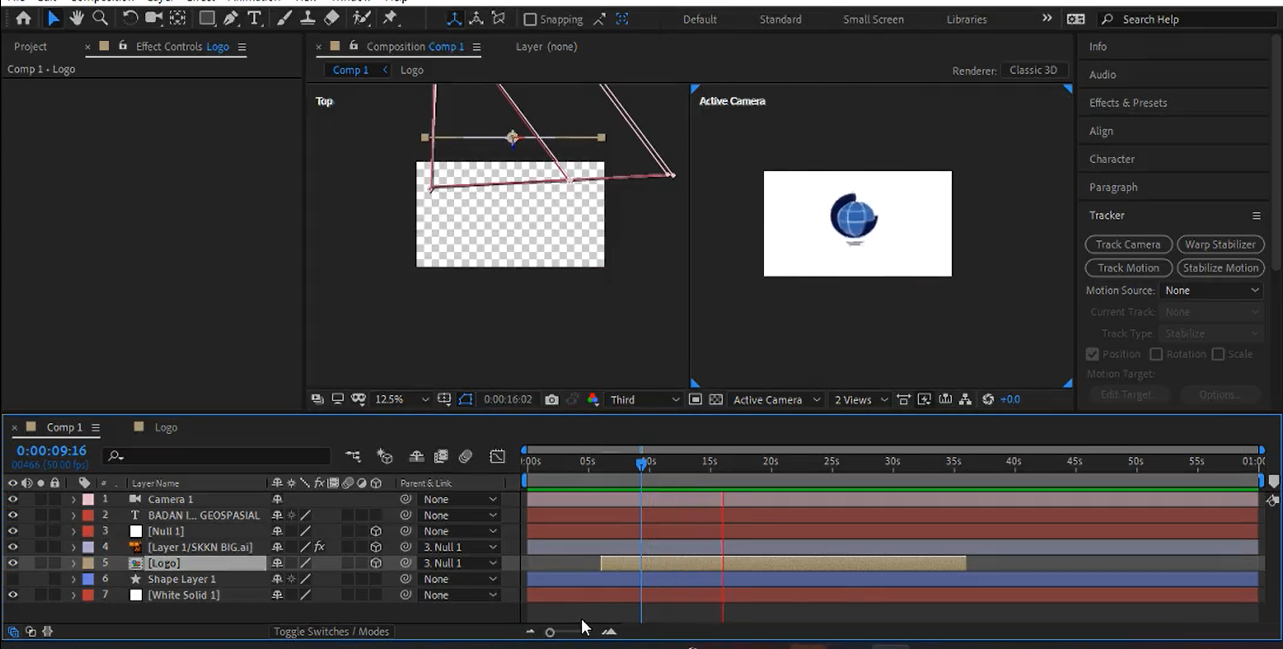 Default
Standard
Small Screen
Libraries
Snapping
Search Help
Project
Effect Controls Logo
Composition Comp 1
Layer (none)
Info
Comp 1 • Logo
Comp 1
Logo
Renderer:
Classic 3D
Audio
Top
Active Camera
Effects & Presets
Align
Character
Paragraph
Tracker
Track Camera
Warp Stabilizer
Track Motion
Stabilize Motion
Motion Source:
None
Current Track:
None
Track Type:
Stabilize
Position
Rotation
Scale
Motion Target:
Edit Target...
Options...
12.5%
0:00:16:02
Third
Active Camera
2 Views
+0.0
Comp 1
Logo
0:00:09:16
00466 (50.00 fps)
:00s
05s
10s
15s
20s
25s
30s
35s
40s
45s
50s
55s
01:00
#
Layer Name
fx
Parent & Link
1
Camera 1
None
2
T
BADAN I... GEOSPASIAL
None
3
[Null 1]
None
4
[Layer 1/SKKN BIG.ai]
fx
3. Null 1
5
[Logo]
3. Null 1
6
Shape Layer 1
None
7
[White Solid 1]
None
Toggle Switches / Modes